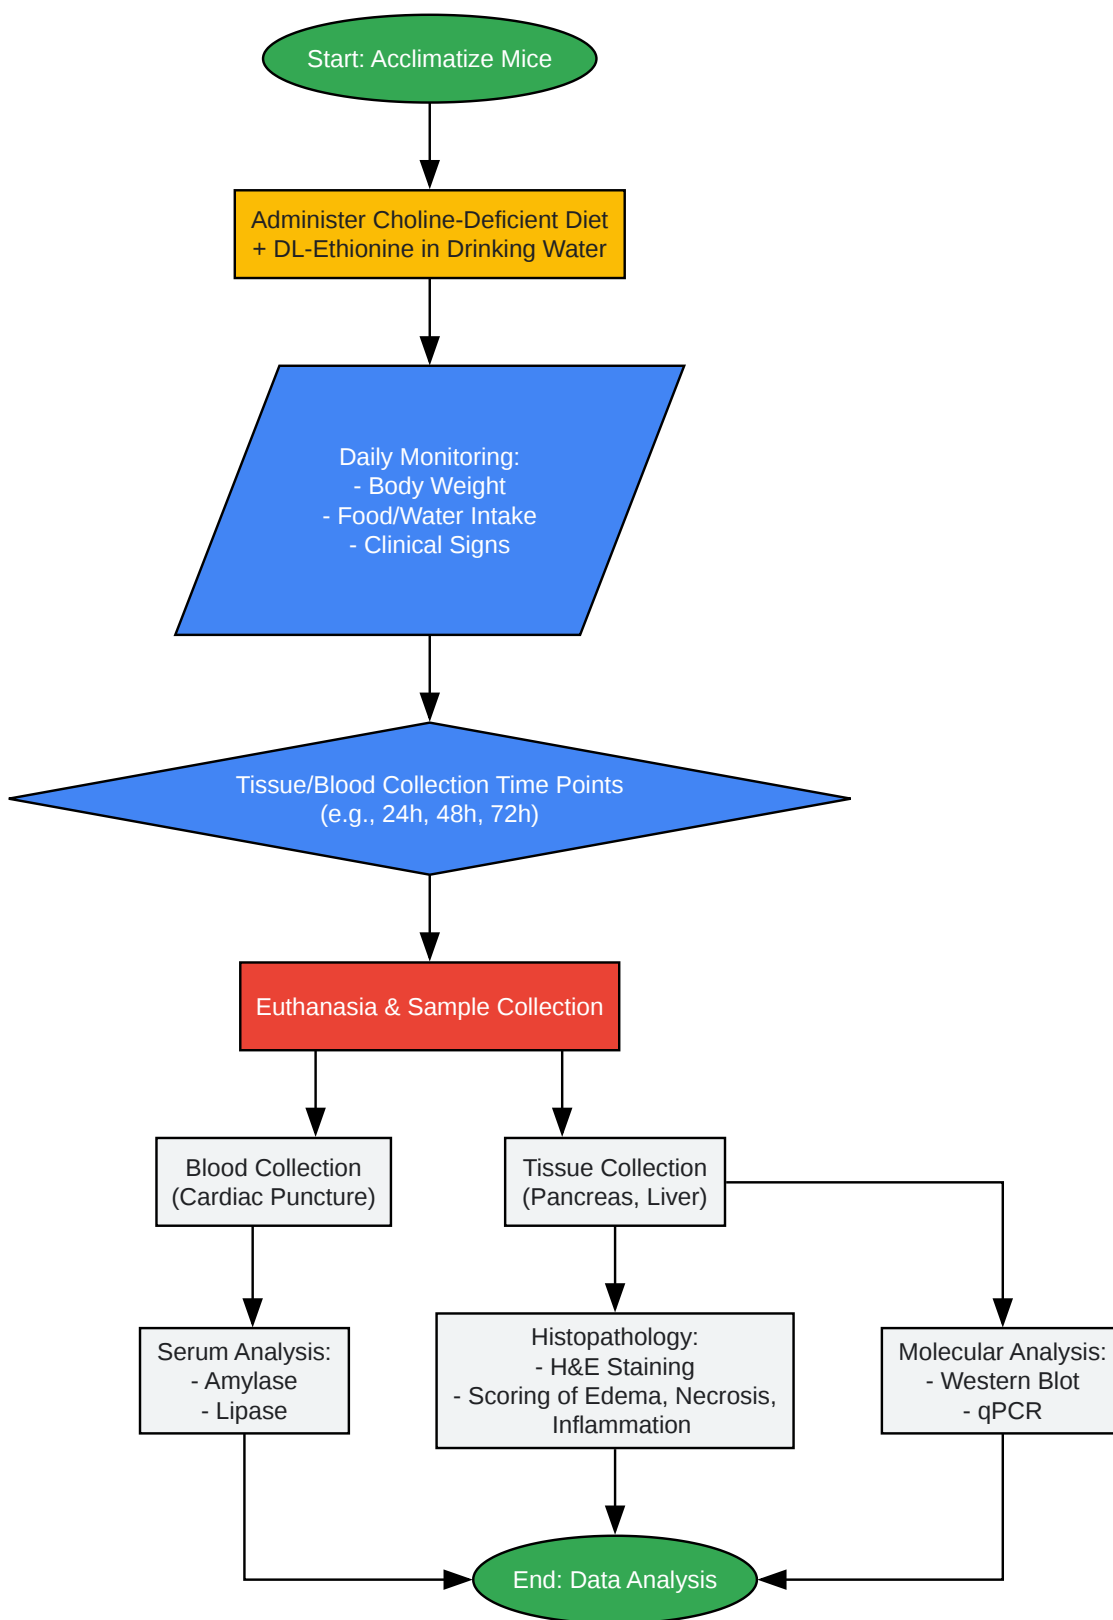 Start: Acclimatize Mice
Administer Choline-Deficient Diet
+ DL-Ethionine in Drinking Water
Daily Monitoring:
- Body Weight
- Food/Water Intake
- Clinical Signs
Tissue/Blood Collection Time Points
(e.g., 24h, 48h, 72h)
Euthanasia & Sample Collection
Blood Collection
(Cardiac Puncture)
Tissue Collection
(Pancreas, Liver)
Serum Analysis:
- Amylase
- Lipase
Histopathology:
- H&E Staining
- Scoring of Edema, Necrosis,
Inflammation
Molecular Analysis:
- Western Blot
- qPCR
End: Data Analysis